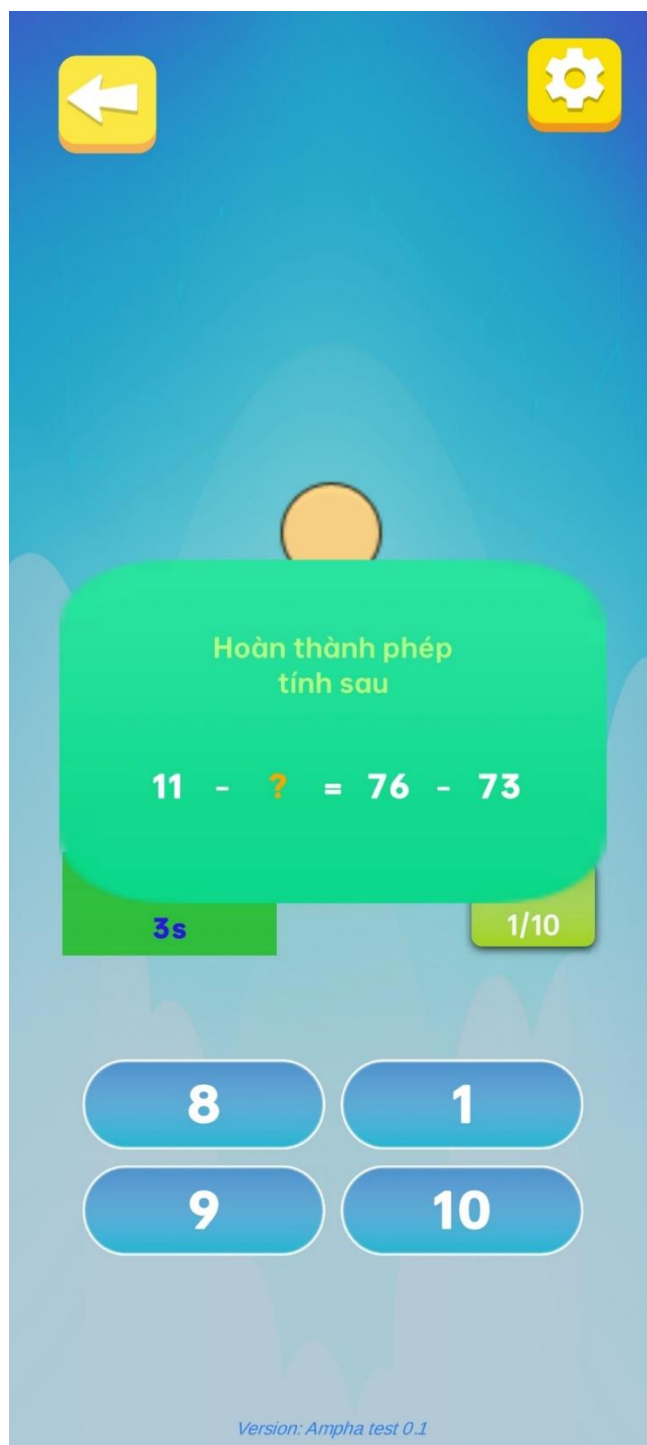 Hoàn thành phép
tính sau
11 - ? = 76 - 73
3s
1/10
8
1
9
10
Version: Ampha test 0.1